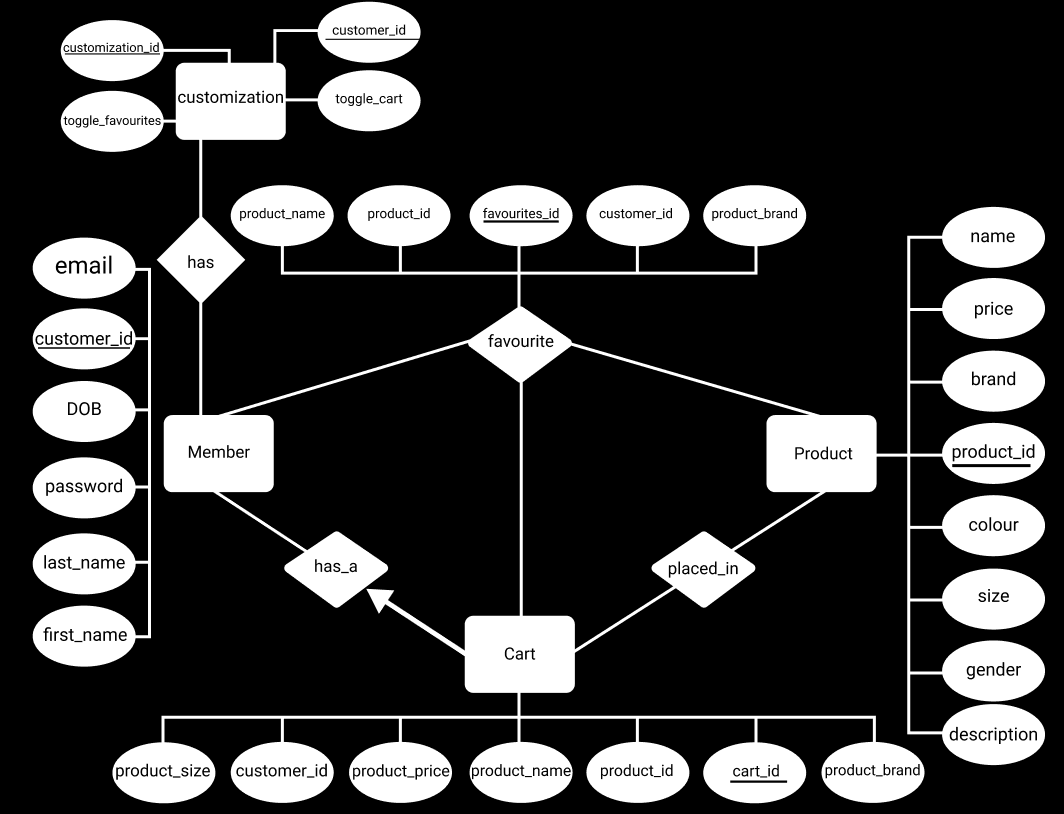 customization_id
customer_id
customization
toggle_favourites
toggle_cart
product_name
product_id
favourites_id
customer_id
product_brand
has
favourite
email
customer_id
DOB
password
last_name
first_name
Member
Product
name
price
brand
product_id
colour
size
gender
description
has_a
placed_in
Cart
product_size
customer_id
product_price
product_name
product_id
cart_id
product_brand